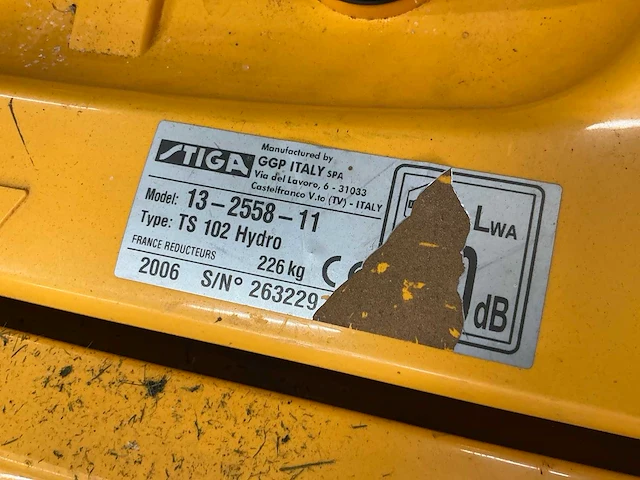 STIGA
Manufactured by
GGP ITALY SPA
Via del Lavoro, 6 - 31033
Castelfranco V.to (TV) - ITALY
Model: 13-2558-11
Type: TS 102 Hydro
FRANCE REDUCTEURS
226 kg
2006 S/N° 263229
LWA
dB